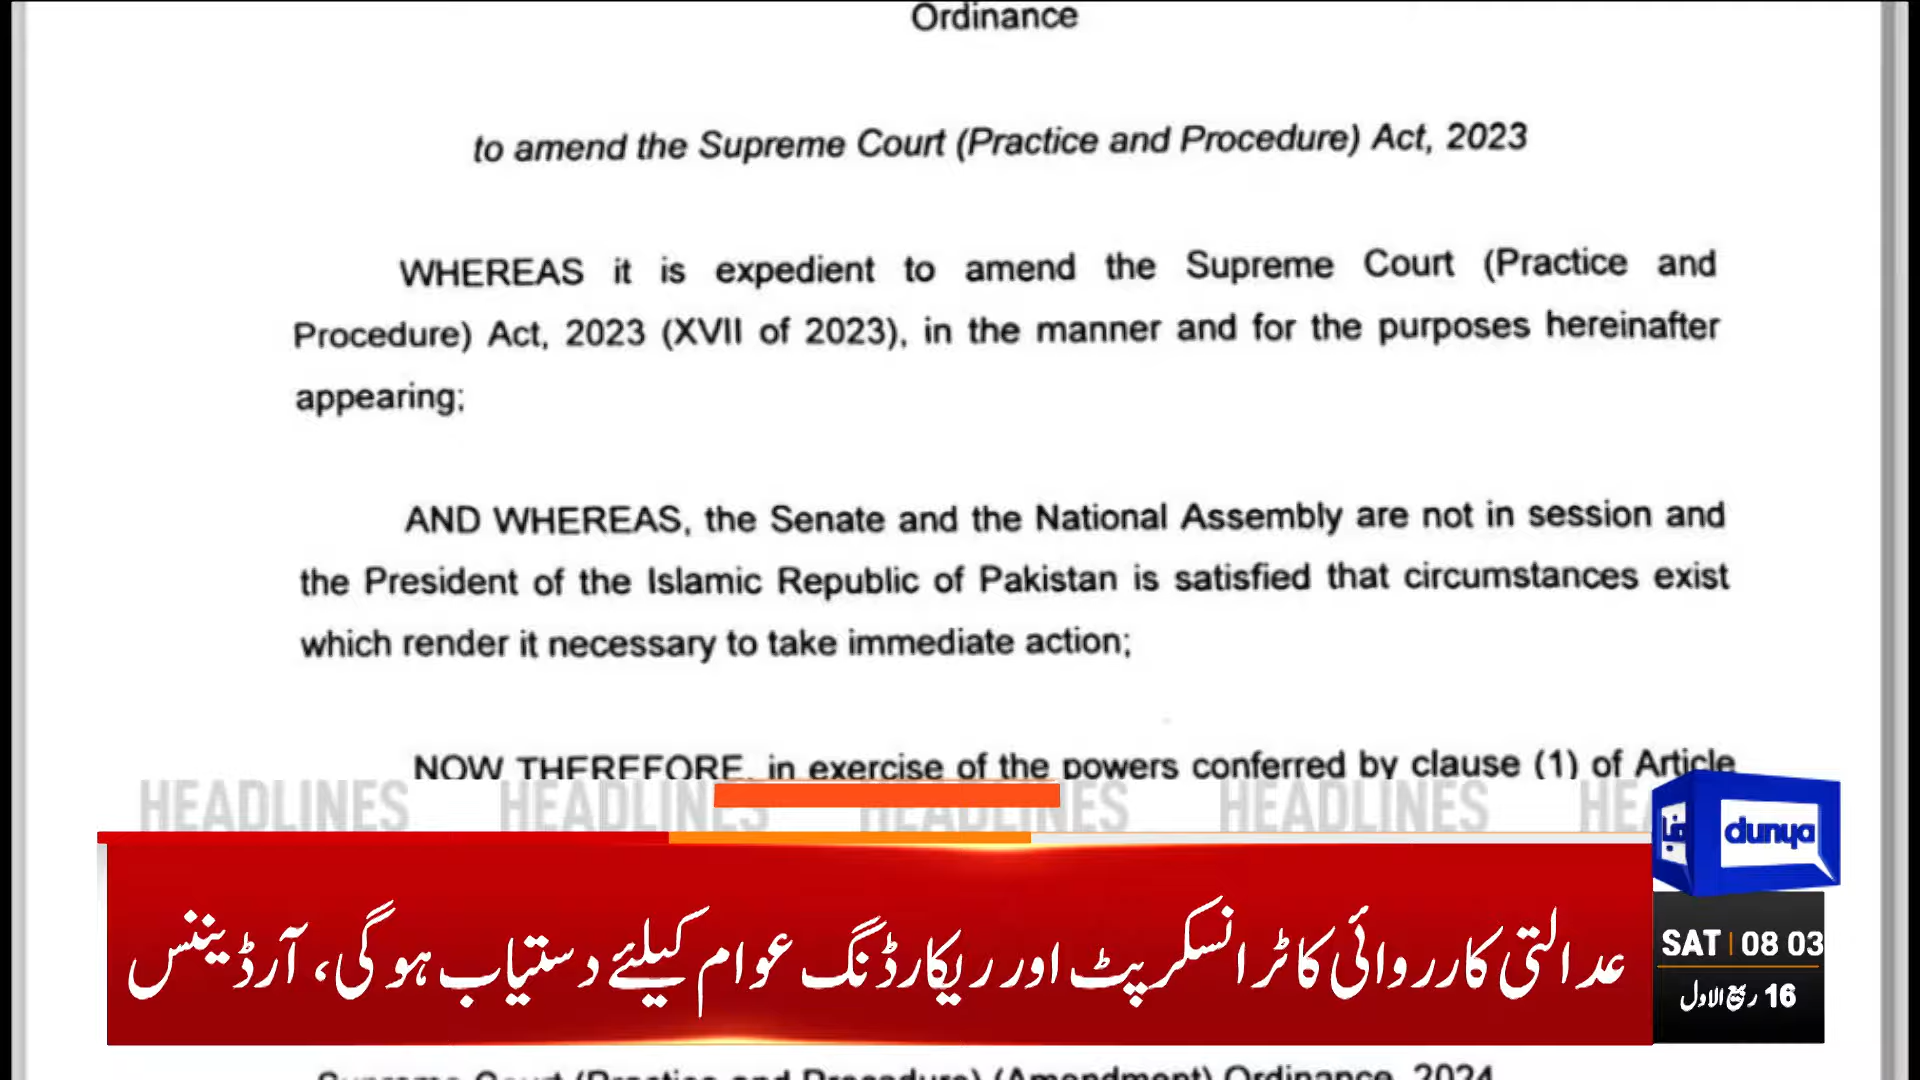 Ordinance
to amend the Supreme Court (Practice and Procedure) Act, 2023
WHEREAS it is expedient to amend the Supreme Court (Practice and
Procedure) Act, 2023 (XVII of 2023), in the manner and for the purposes hereinafter
appearing;
AND WHEREAS, the Senate and the National Assembly are not in session and
the President of the Islamic Republic of Pakistan is satisfied that circumstances exist
which render it necessary to take immediate action;
NOW THEREFORE, in exercise of the powers conferred by clause (1) of Article
HEADLINES HEADLINES HEADLINES HEADLINES
dunya
عدالتی کارروائی کا ٹرانسکرپٹ اور ریکارڈنگ عوام کیلئے دستیاب ہوگی، آرڈیننس
SAT 08 03
16 ربیع الاول
Supreme Court (Practice and Procedure) (Amendment) Ordinance, 2024